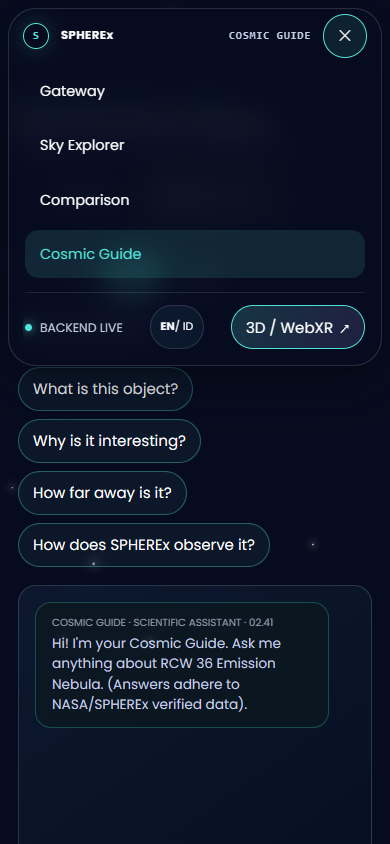 S SPHEREx COSMIC GUIDE
Gateway
Sky Explorer
Comparison
Cosmic Guide
BACKEND LIVE EN/ ID 3D / WebXR ↗
What is this object?
Why is it interesting?
How far away is it?
How does SPHEREx observe it?
COSMIC GUIDE · SCIENTIFIC ASSISTANT · 02.41
Hi! I'm your Cosmic Guide. Ask me
anything about RCW 36 Emission
Nebula. (Answers adhere to
NASA/SPHEREx verified data).